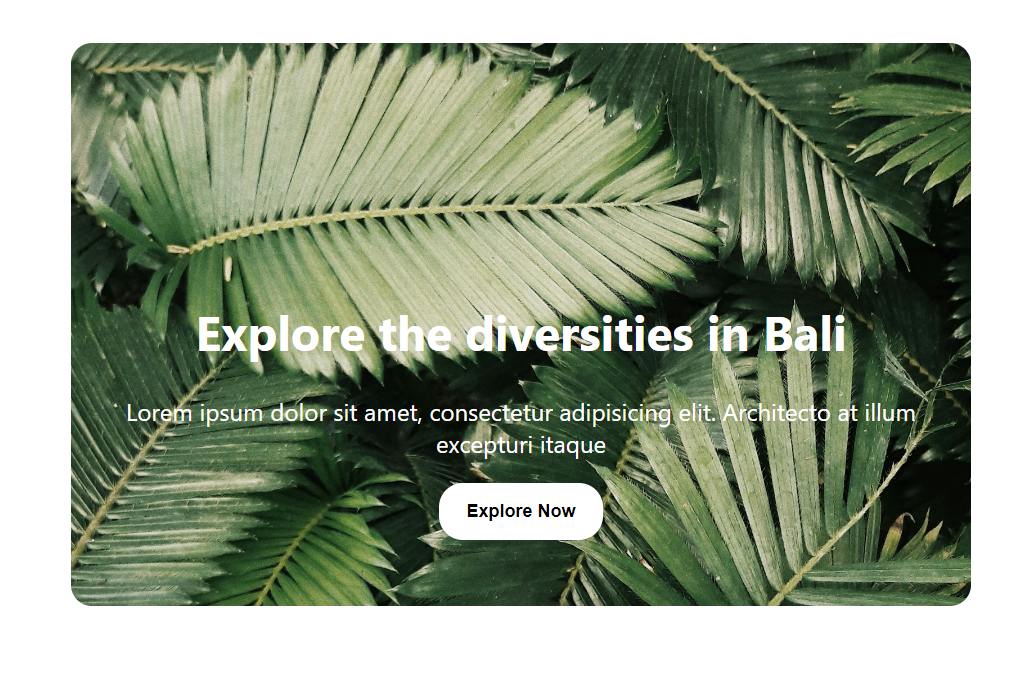 Explore the diversities in Bali
Lorem ipsum dolor sit amet, consectetur adipisicing elit. Architecto at illum
excepturi itaque
Explore Now